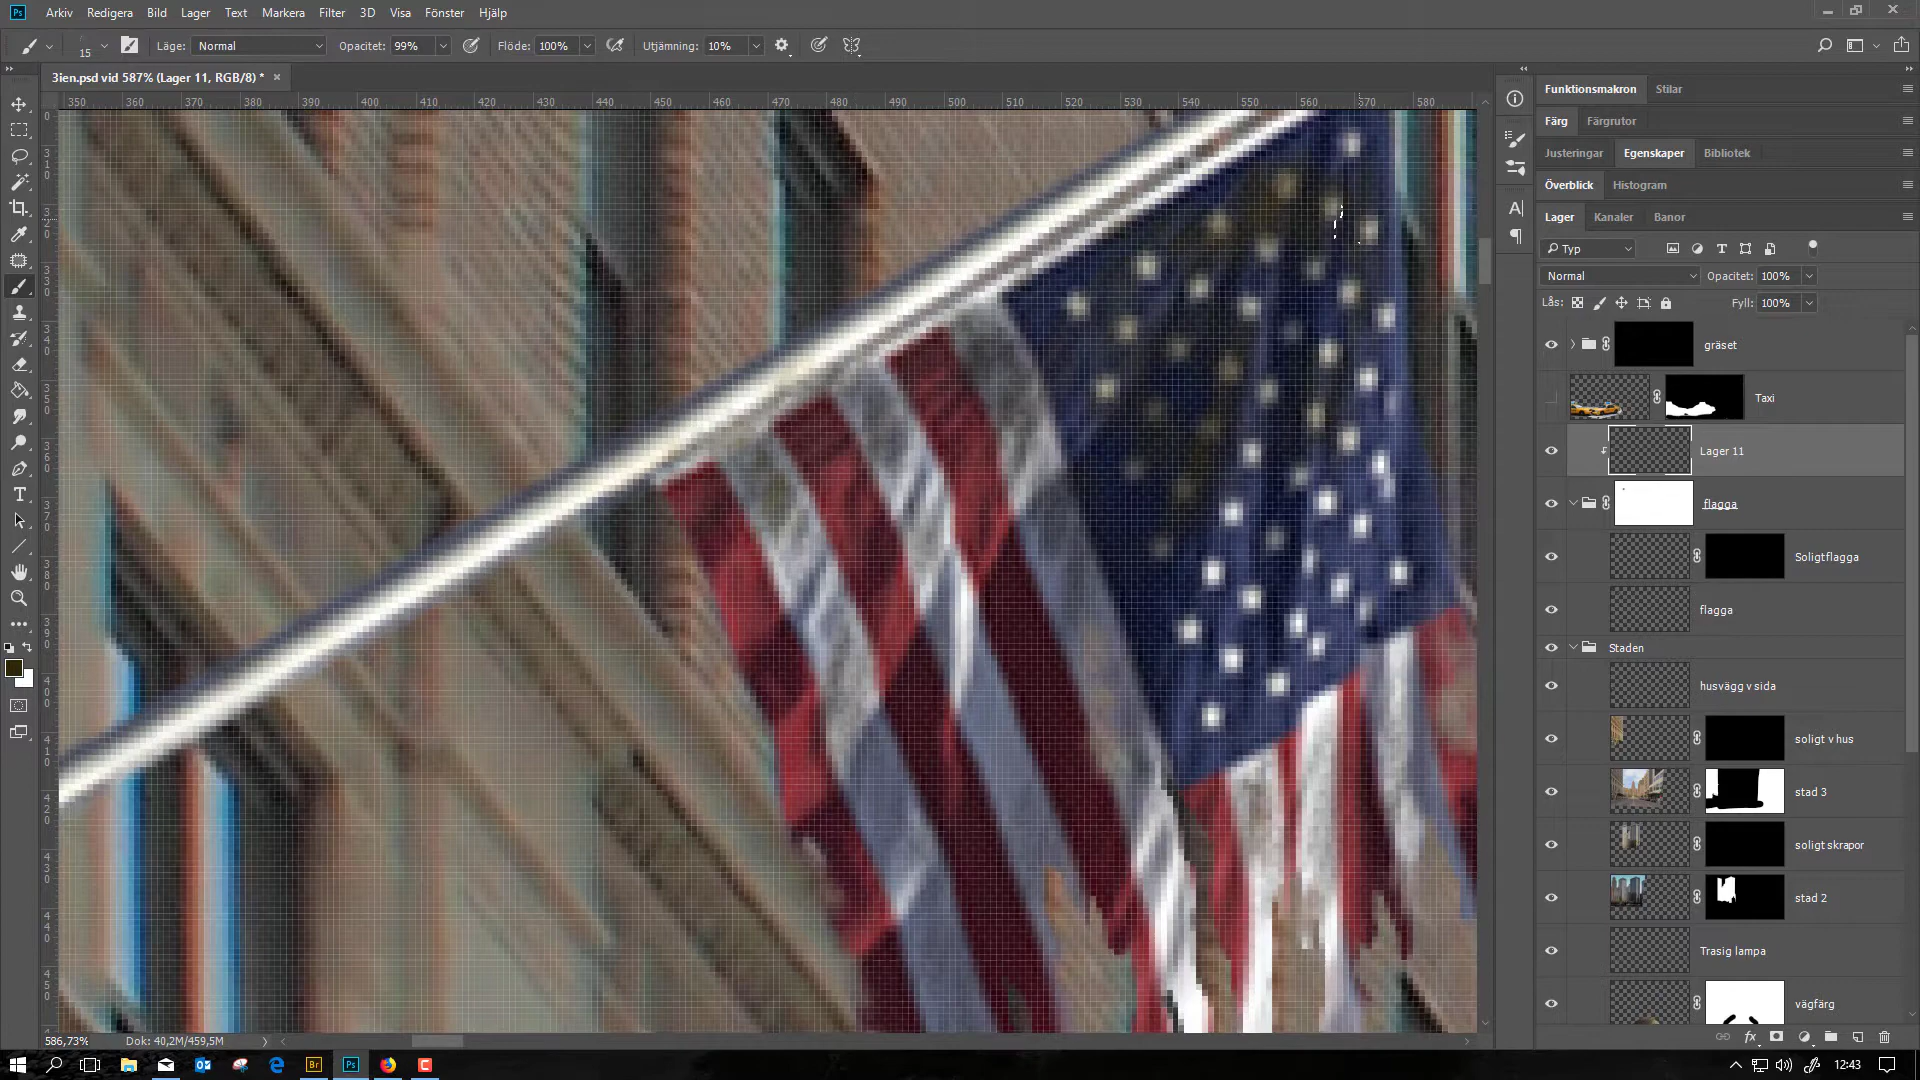 Ps Arkiv Redigera Bild Lager Text Markera Filter 3D Visa Fönster Hjälp
15 Läge: Normal Opacitet: 99% Flöde: 100% Utjämning: 10%
3ien.psd vid 587% (Lager 11, RGB/8) *
350 360 370 380 390 400 410 420 430 440 450 460 470 480 490 500 510 520 530 540 550 560 570 580
Funktionsmakron Stilar
Färg Färgrutor
Justeringar Egenskaper Bibliotek
Överblick Histogram
Lager Kanaler Banor
Typ
Normal Opacitet: 100%
Lås: Fyll: 100%
gräset
Taxi
Lager 11
flagga
Soligtflagga
flagga
Staden
husvägg v sida
soligt v hus
stad 3
soligt skrapor
stad 2
Trasig lampa
vägfärg
586,73% Dok: 40,2M/459,5M
Br Ps 12:43